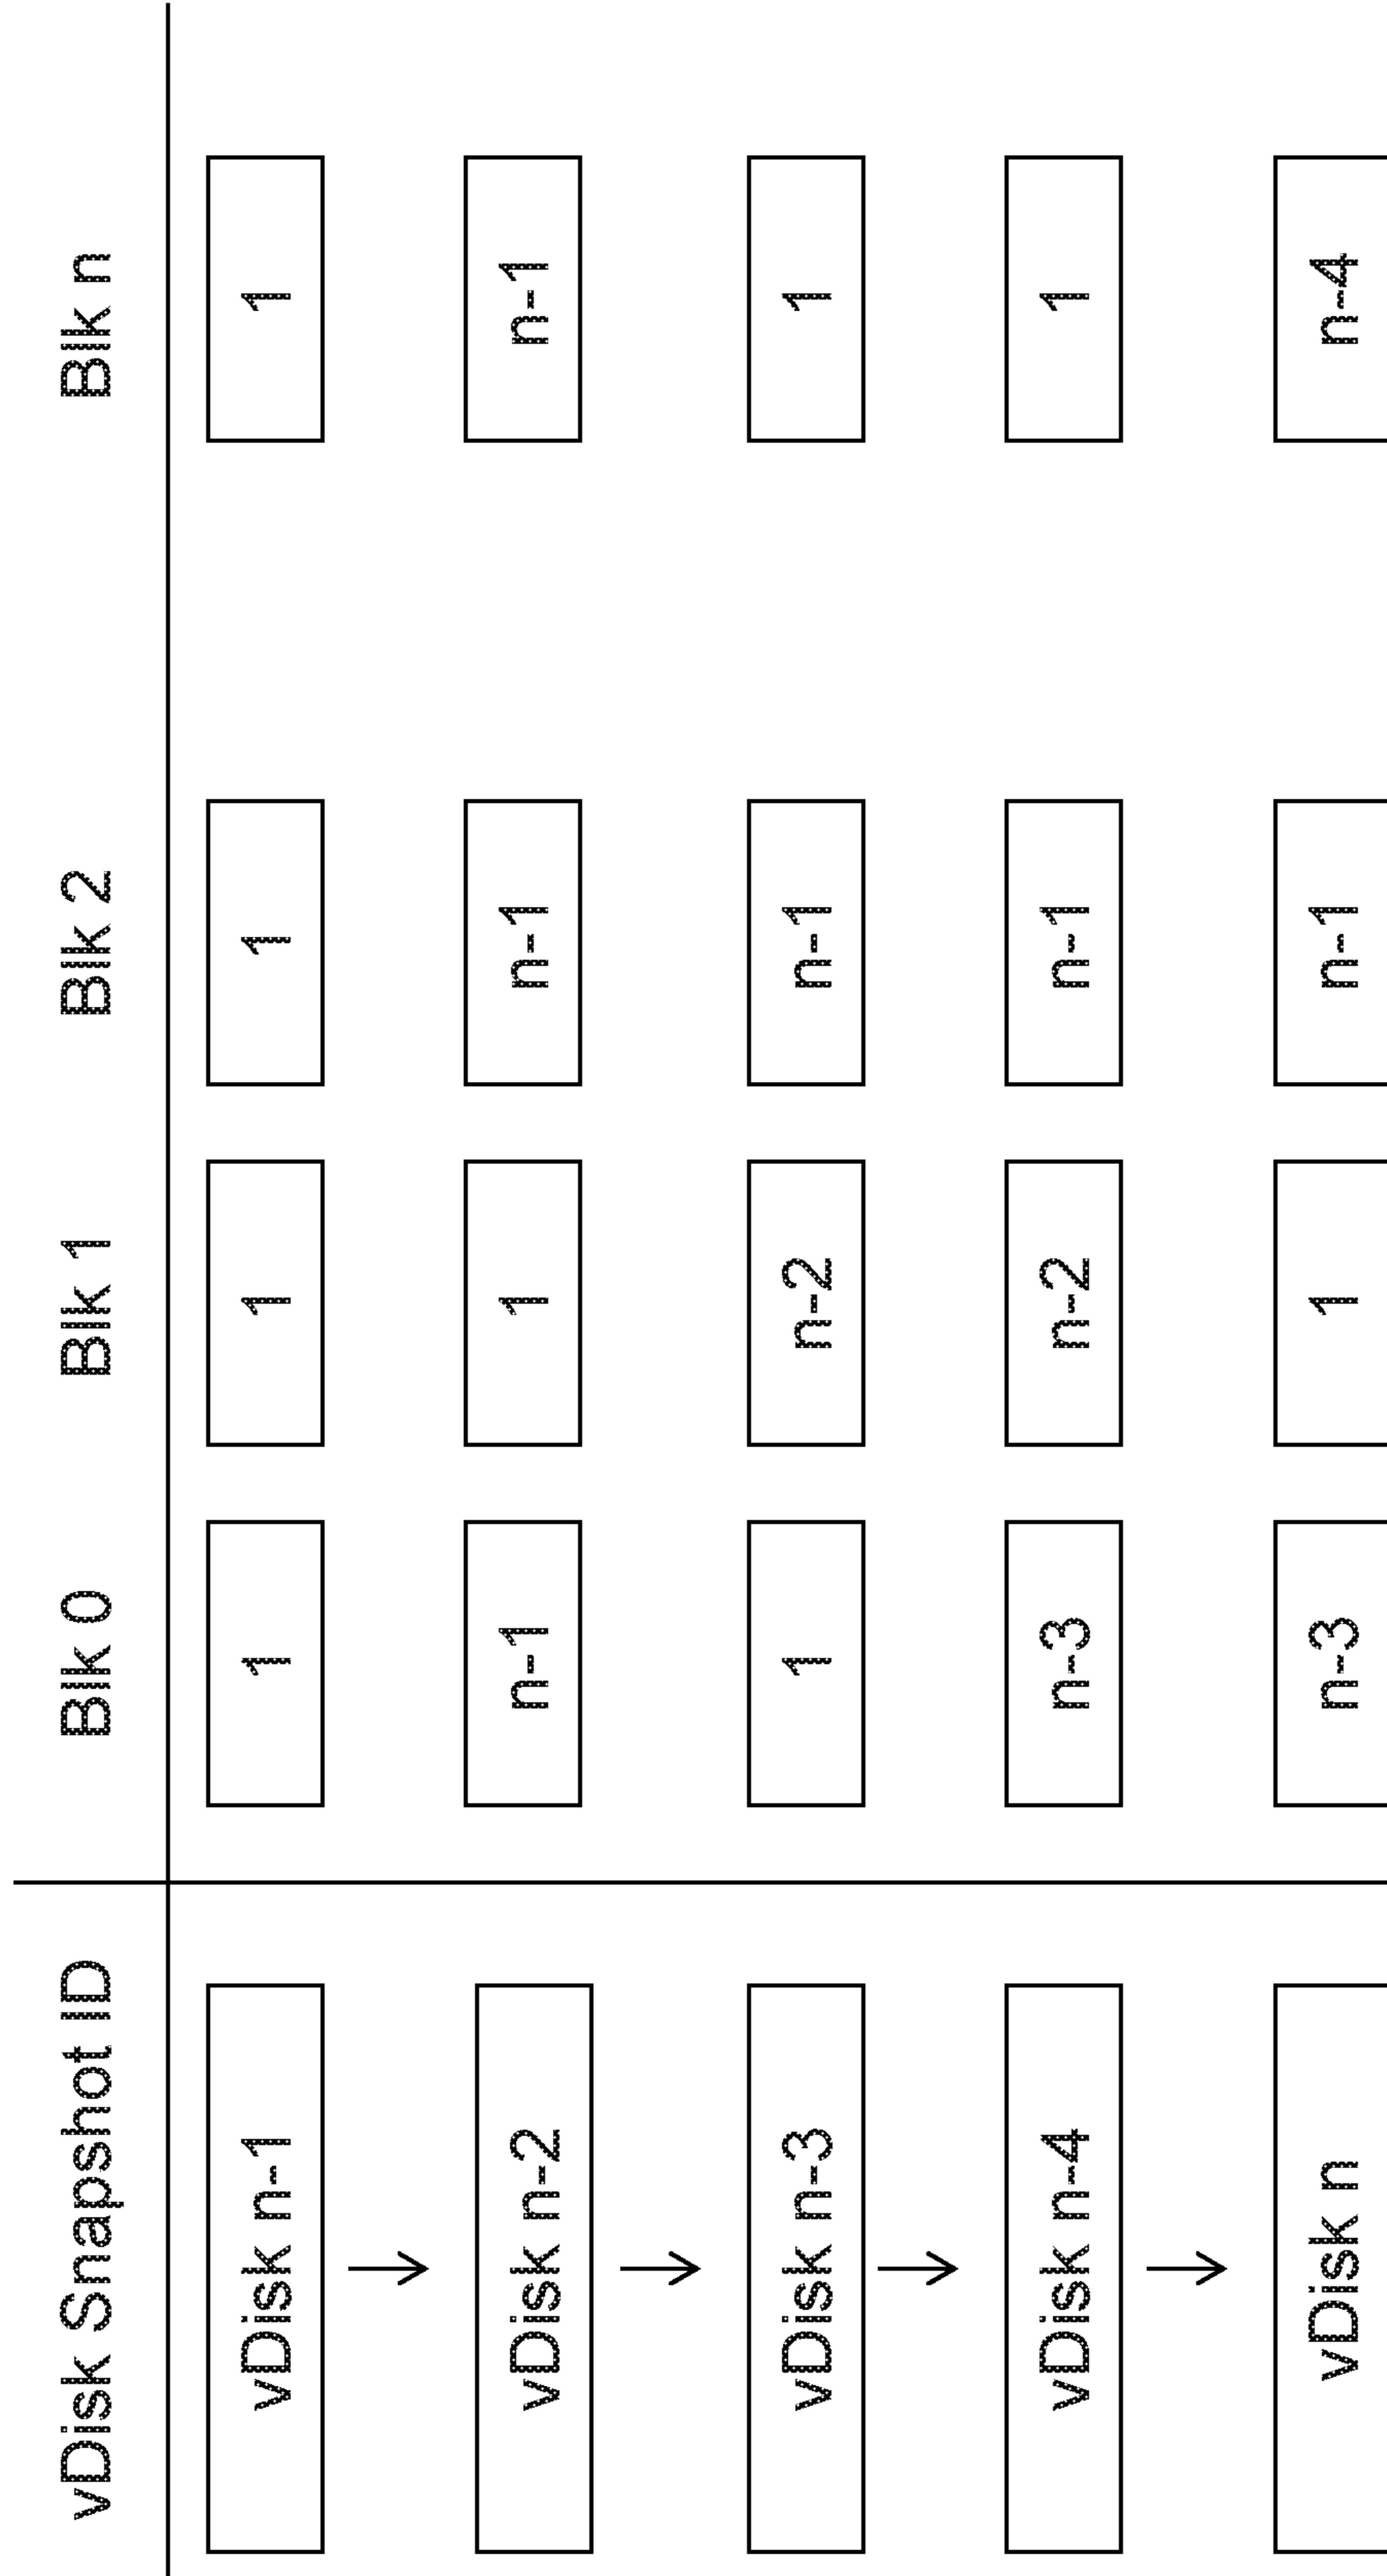 vDisk Snapshot ID Blk 0 Blk 1 Blk 2 Blk n
vDisk n-1 1 1 1 1
vDisk n-2 n-1 1 n-1 n-1
vDisk n-3 1 n-2 n-1 1
vDisk n-4 n-3 n-2 n-1 1
vDisk n n-3 1 n-1 n-4